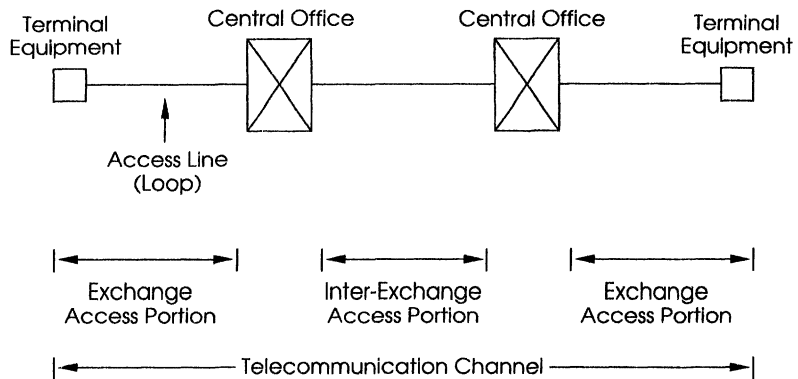 Terminal
Equipment
Central Office
Central Office
Terminal
Equipment
Access Line
(Loop)
Exchange
Access Portion
Inter-Exchange
Access Portion
Exchange
Access Portion
Telecommunication Channel